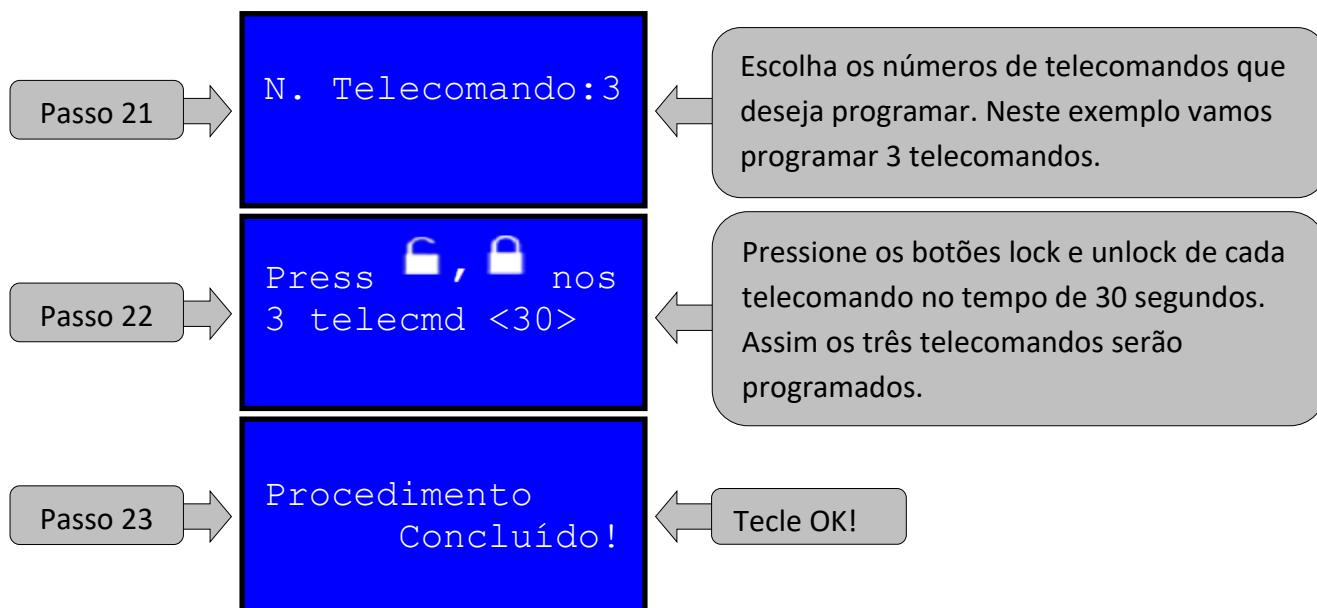 Passo 21
N. Telecomando:3
Escolha os números de telecomandos que
deseja programar. Neste exemplo vamos
programar 3 telecomandos.
Passo 22
Press , nos
3 telecmd <30>
Pressione os botões lock e unlock de cada
telecomando no tempo de 30 segundos.
Assim os três telecomandos serão
programados.
Passo 23
Procedimento
Concluído!
Tecle OK!